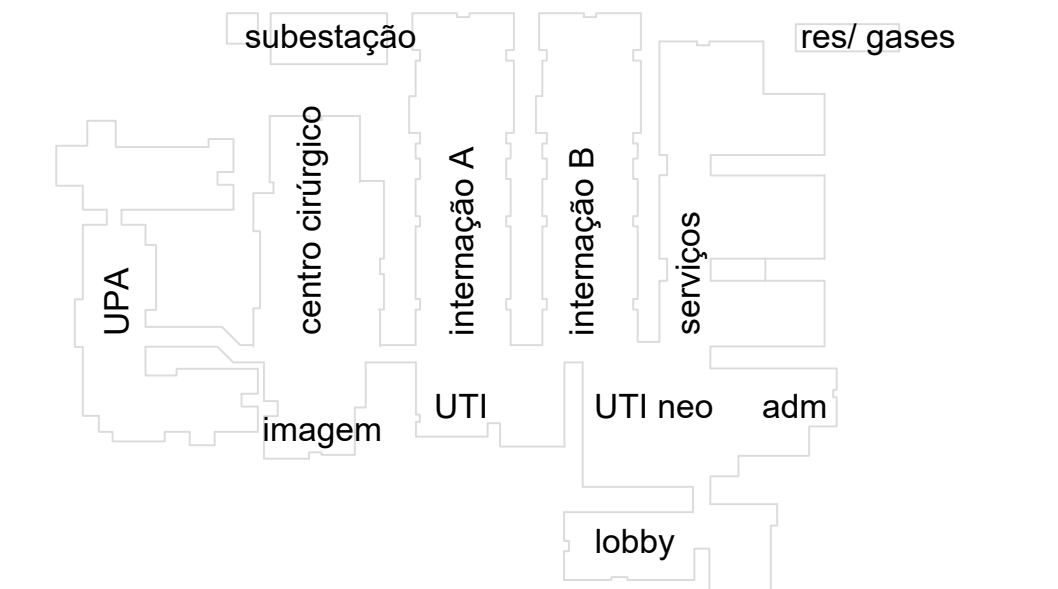 subestação
res/ gases
UPA
centro cirúrgico
internação A
internação B
serviços
UTI
UTI neo
adm
imagem
lobby